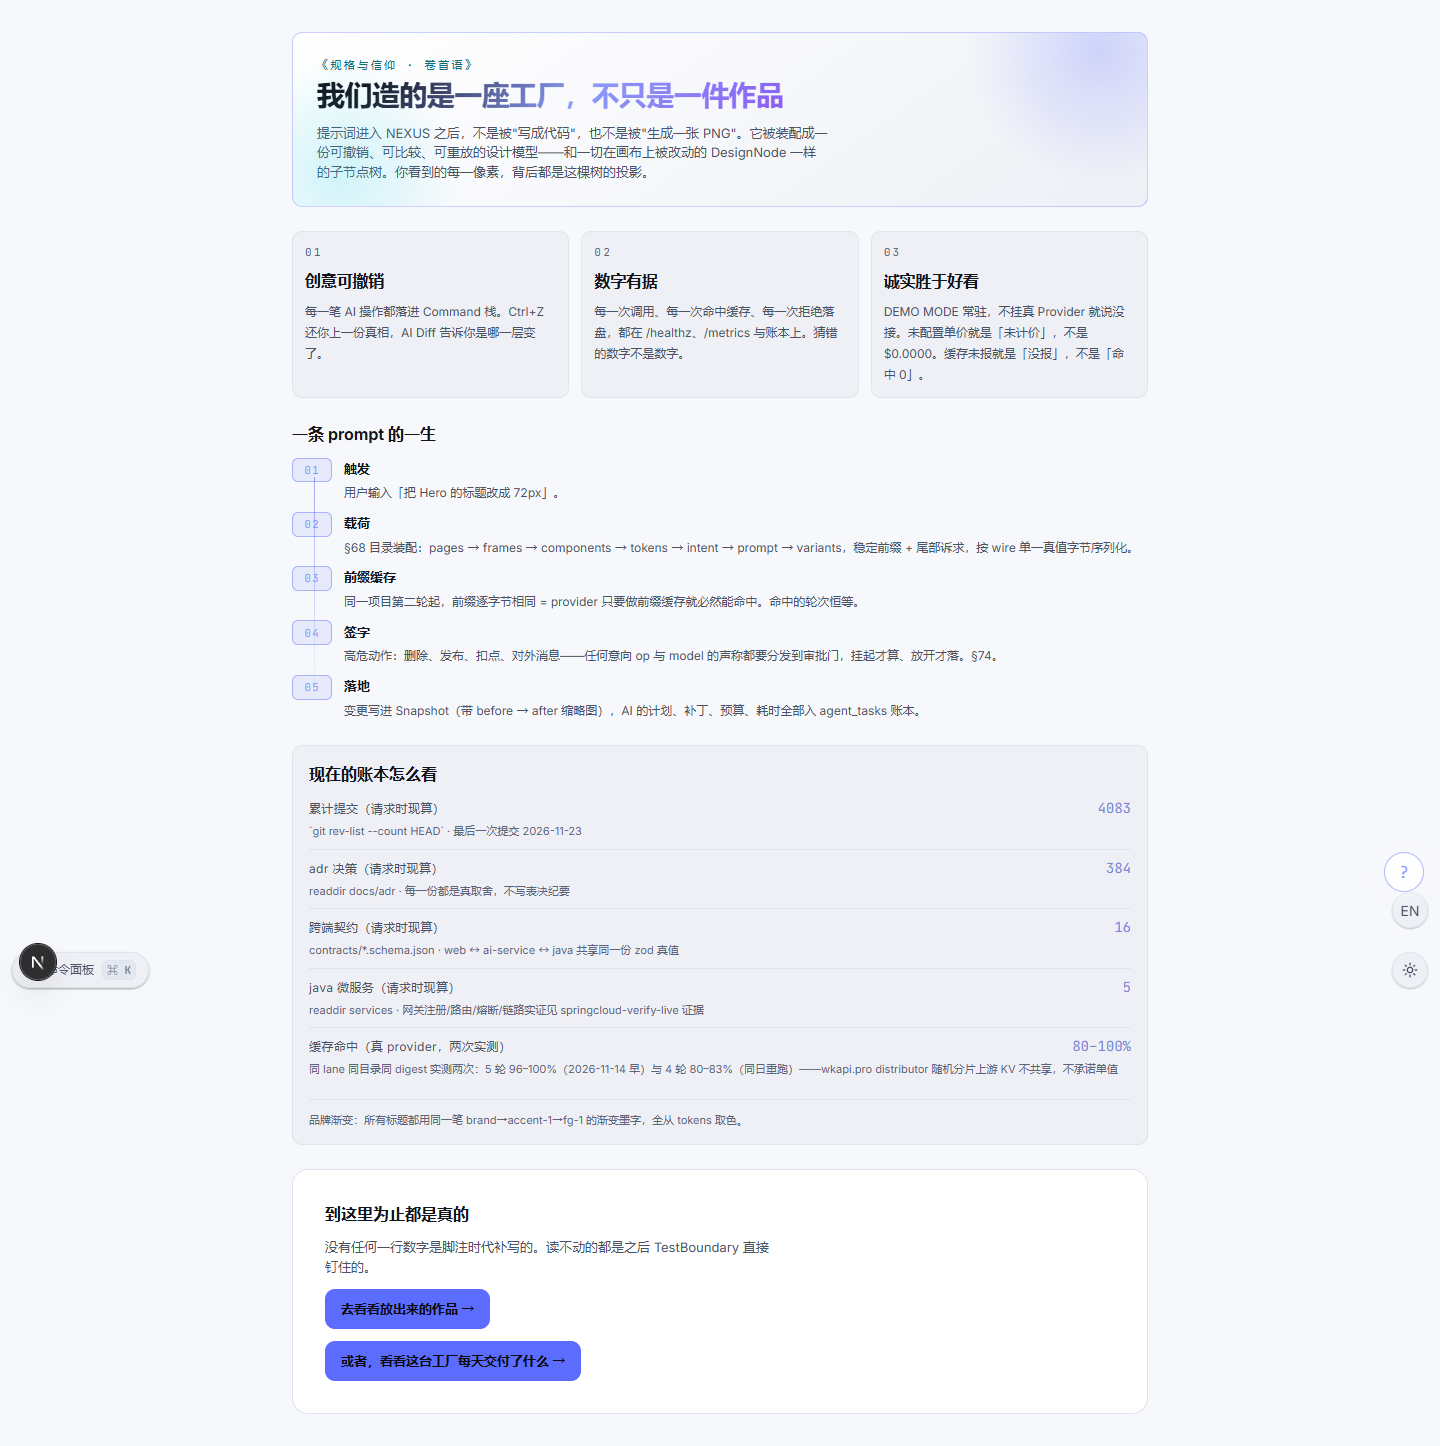 《规格与信仰 · 卷首语》
我们造的是一座工厂，不只是一件作品
提示词进入 NEXUS 之后，不是被"写成代码"，也不是被"生成一张 PNG"。它被装配成一
份可撤销、可比较、可重放的设计模型——和一切在画布上被改动的 DesignNode 一样
的子节点树。你看到的每一像素，背后都是这棵树的投影。
01
创意可撤销
每一笔 AI 操作都落进 Command 栈。Ctrl+Z
还你上一份真相，AI Diff 告诉你是哪一层变
了。
02
数字有据
每一次调用、每一次命中缓存、每一次拒绝落
盘，都在 /healthz、/metrics 与账本上。猜错
的数字不是数字。
03
诚实胜于好看
DEMO MODE 常驻，不挂真 Provider 就说没
接。未配置单价就是「未计价」，不是
$0.0000。缓存未报就是「没报」，不是「命
中 0」。
一条 prompt 的一生
01
触发
用户输入「把 Hero 的标题改成 72px」。
02
载荷
§68 目录装配：pages → frames → components → tokens → intent → prompt → variants，稳定前缀 + 尾部诉求，按 wire 单一真值字节序列化。
03
前缀缓存
同一项目第二轮起，前缀逐字节相同 = provider 只要做前缀缓存就必然能命中。命中的轮次恒等。
04
签字
高危动作：删除、发布、扣点、对外消息——任何意向 op 与 model 的声称都要分发到审批门，挂起才算、放开才落。§74。
05
落地
变更写进 Snapshot（带 before → after 缩略图），AI 的计划、补丁、预算、耗时全部入 agent_tasks 账本。
现在的账本怎么看
累计提交（请求时现算）
4083
`git rev-list --count HEAD` · 最后一次提交 2026-11-23
adr 决策（请求时现算）
384
readdir docs/adr · 每一份都是真取舍，不写表决纪要
跨端契约（请求时现算）
16
contracts/*.schema.json · web ↔ ai-service ↔ java 共享同一份 zod 真值
java 微服务（请求时现算）
5
readdir services · 网关注册/路由/熔断/链路实证见 springcloud-verify-live 证据
缓存命中（真 provider，两次实测）
80–100%
同 lane 同目录同 digest 实测两次：5 轮 96–100%（2026-11-14 早）与 4 轮 80–83%（同日重跑）——wkapi.pro distributor 随机分片上游 KV 不共享，不承诺单值
品牌渐变：所有标题都用同一笔 brand→accent-1→fg-1 的渐变墨字，全从 tokens 取色。
到这里为止都是真的
没有任何一行数字是脚注时代补写的。读不动的都是之后 TestBoundary 直接
钉住的。
去看看放出来的作品 →
或者，看看这台工厂每天交付了什么 →
?
EN
N
令面板 ⌘ K